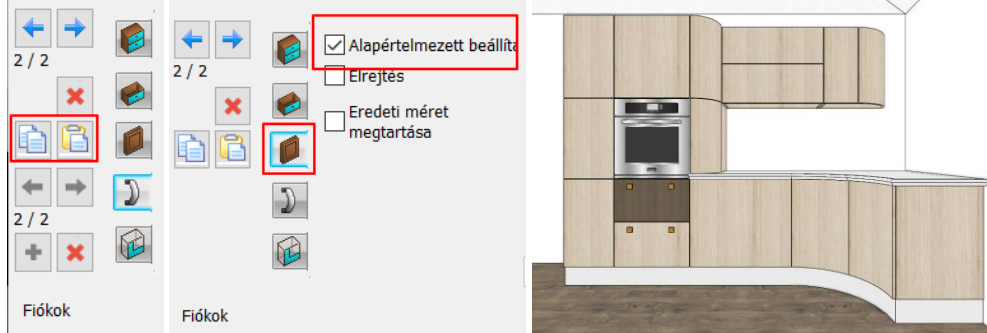 2 / 2
2 / 2
Fiókok
2 / 2
Alapértelmezett beállíta
Elrejtés
Eredeti méret
megtartása
Fiókok